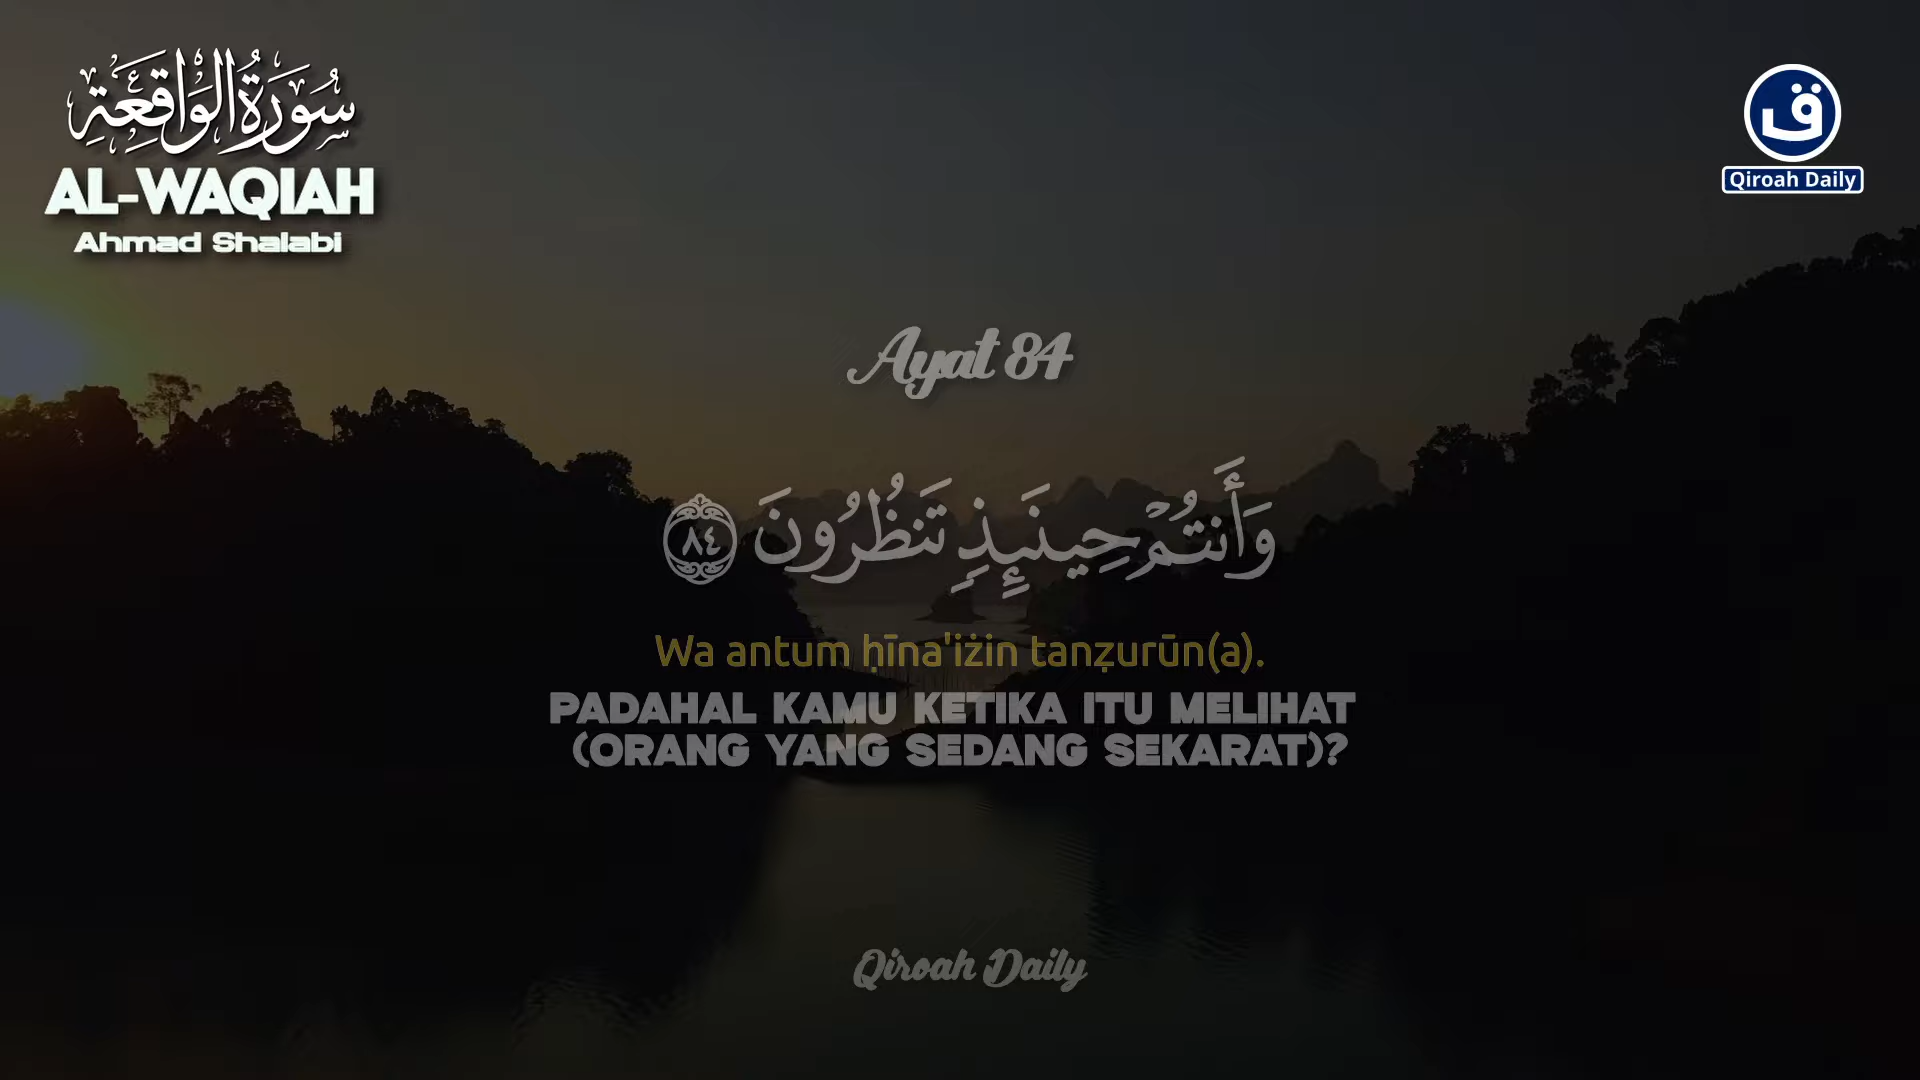 سُورَةُ الْوَاقِعَةِ
AL-WAQIAH
Ahmad Shalabi
ق
Qiroah Daily
Ayat 84
وَأَنتُمْ حِينَئِذٍ تَنظُرُونَ ٨٤
Wa antum ḥīna'iżin tanẓurūn(a).
PADAHAL KAMU KETIKA ITU MELIHAT
(ORANG YANG SEDANG SEKARAT)?
Qiroah Daily